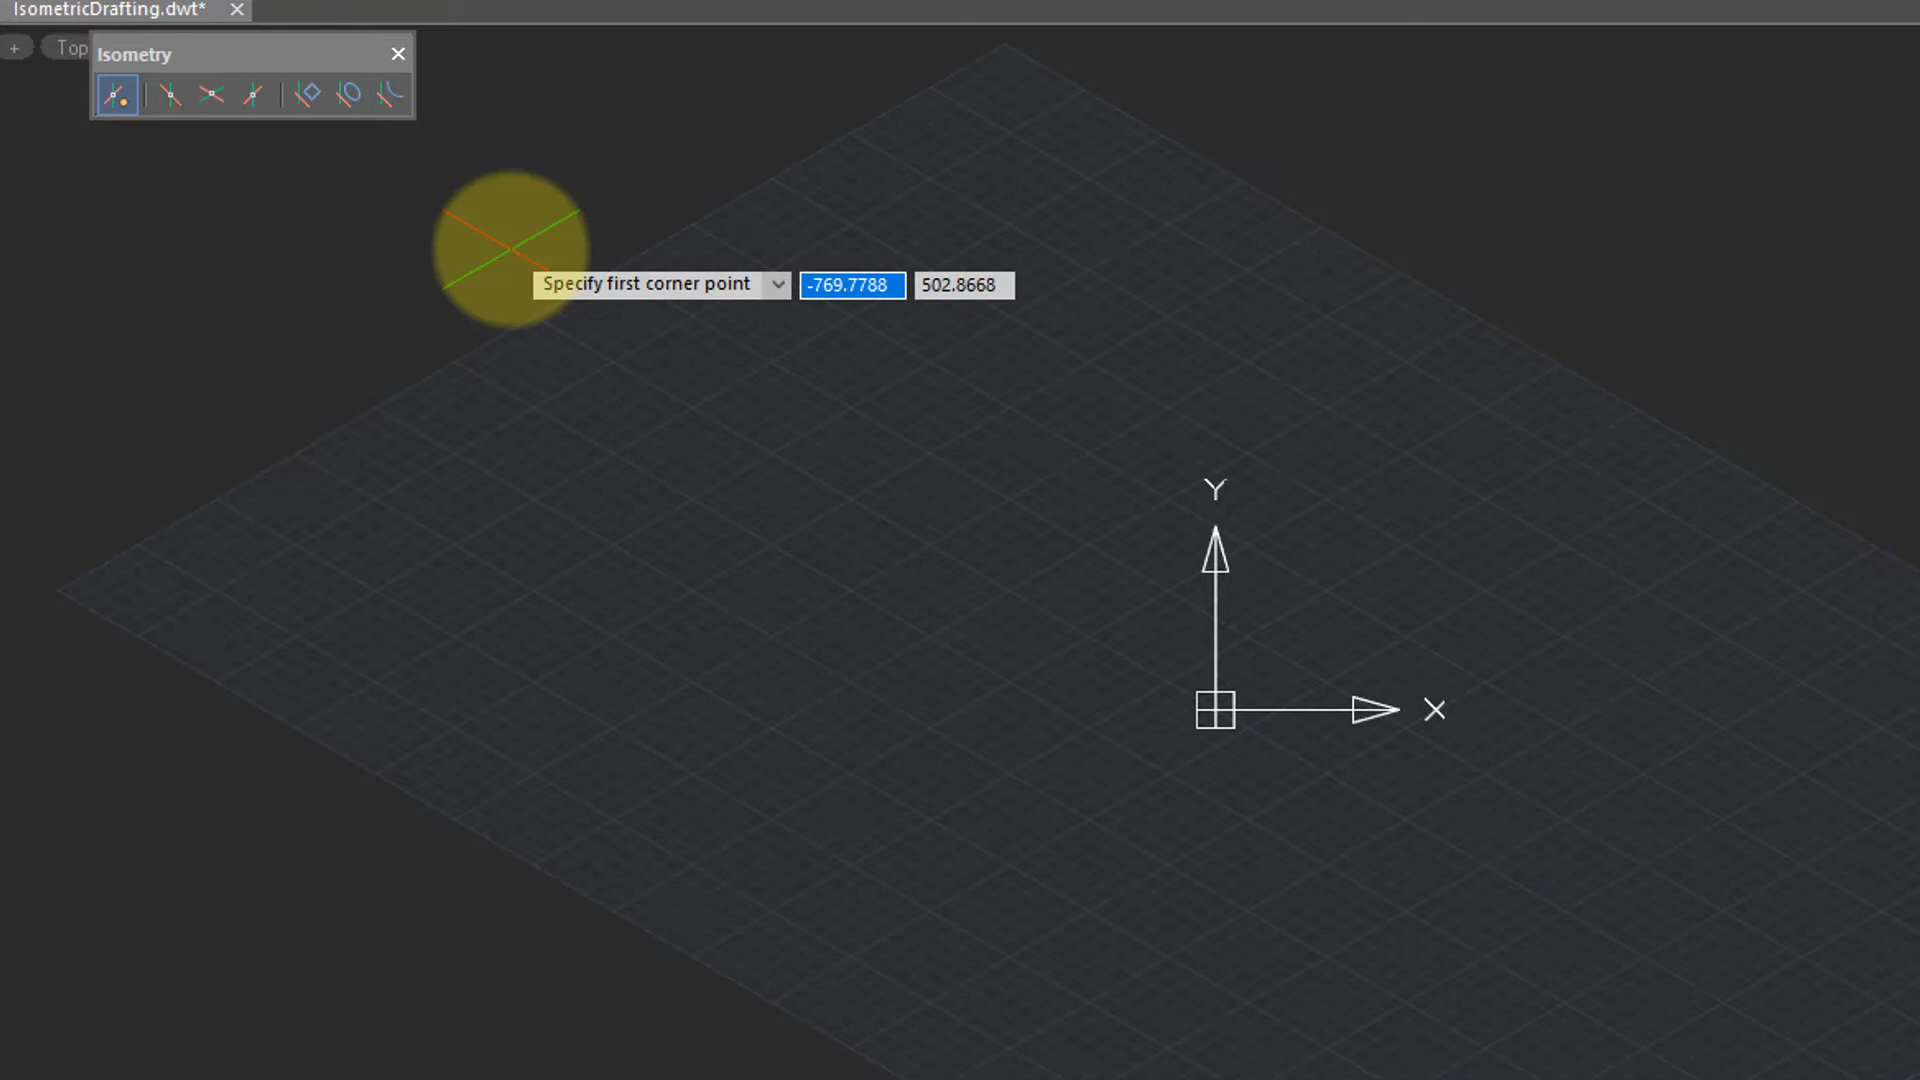 IsometricDrafting.dwt*
+
Top
Isometry
Specify first corner point -769.7788 502.8668
Y
X